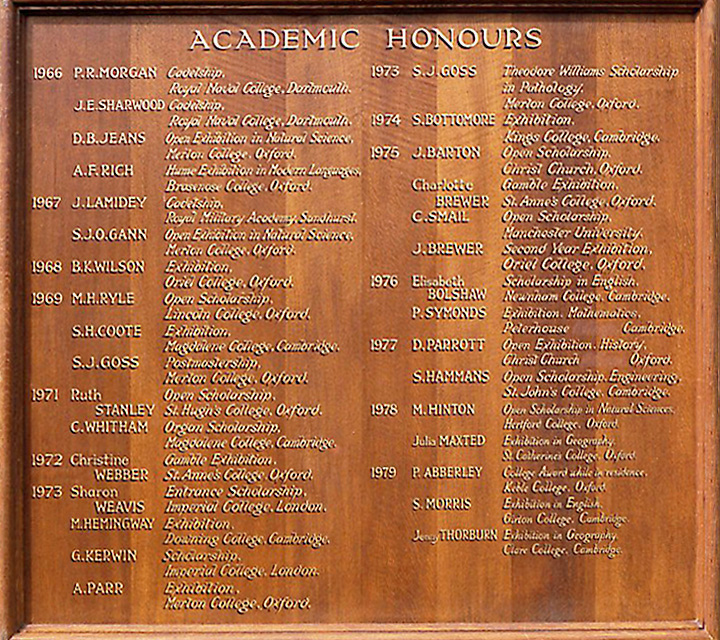 ACADEMIC HONOURS
1966 P.R.MORGAN Cadetship,
Royal Naval College, Dartmouth.
J.E.SHARWOOD Cadetship,
Royal Naval College, Dartmouth.
D.B.JEANS Open Exhibition in Natural Science,
Merton College, Oxford.
A.F.RICH Hume Exhibition in Modern Languages,
Brasenose College, Oxford.
1967 J.LAMIDEY Cadetship,
Royal Military Academy, Sandhurst.
S.J.O.GANN Open Exhibition in Natural Science,
Merton College, Oxford.
1968 B.K.WILSON Exhibition,
Oriel College, Oxford.
1969 M.H.RYLE Open Scholarship,
Lincoln College, Oxford.
S.H.COOTE Exhibition,
Magdalene College, Cambridge.
S.J.GOSS Postmastership,
Merton College, Oxford.
1971 Ruth Open Scholarship,
STANLEY St. Hugh's College, Oxford.
C.WHITHAM Organ Scholarship,
Magdalene College, Cambridge.
1972 Christine Gamble Exhibition,
WEBBER St. Anne's College, Oxford.
1973 Sharon Entrance Scholarship,
WEAVIS Imperial College, London.
M.HEMINGWAY Exhibition,
Downing College, Cambridge.
G.KERWIN Scholarship,
Imperial College, London.
A.PARR Exhibition,
Merton College, Oxford.
1973 S.J.GOSS Theodore Williams Scholarship
in Pathology,
Merton College, Oxford.
1974 S.BOTTOMORE Exhibition,
Kings College, Cambridge.
1975 J.BARTON Open Scholarship,
Christ Church, Oxford.
Charlotte Gamble Exhibition,
BREWER St. Anne's College, Oxford.
C.SMAIL Open Scholarship,
Manchester University.
J.BREWER Second Year Exhibition,
Oriel College, Oxford.
1976 Elisabeth Scholarship in English,
BOLSHAW Newnham College, Cambridge.
P.SYMONDS Exhibition, Mathematics,
Peterhouse Cambridge.
1977 D.PARROTT Open Exhibition, History,
Christ Church Oxford.
S.HAMMANS Open Scholarship, Engineering,
St. John's College, Cambridge.
1978 M.HINTON Open Scholarship in Natural Sciences,
Hertford College, Oxford.
Julia MAXTED Exhibition in Geography,
St. Catherine's College, Oxford.
1979 P.ABBERLEY College Award while in residence,
Keble College, Oxford.
S.MORRIS Exhibition in English,
Girton College, Cambridge.
Jenny THORBURN Exhibition in Geography,
Clare College, Cambridge.